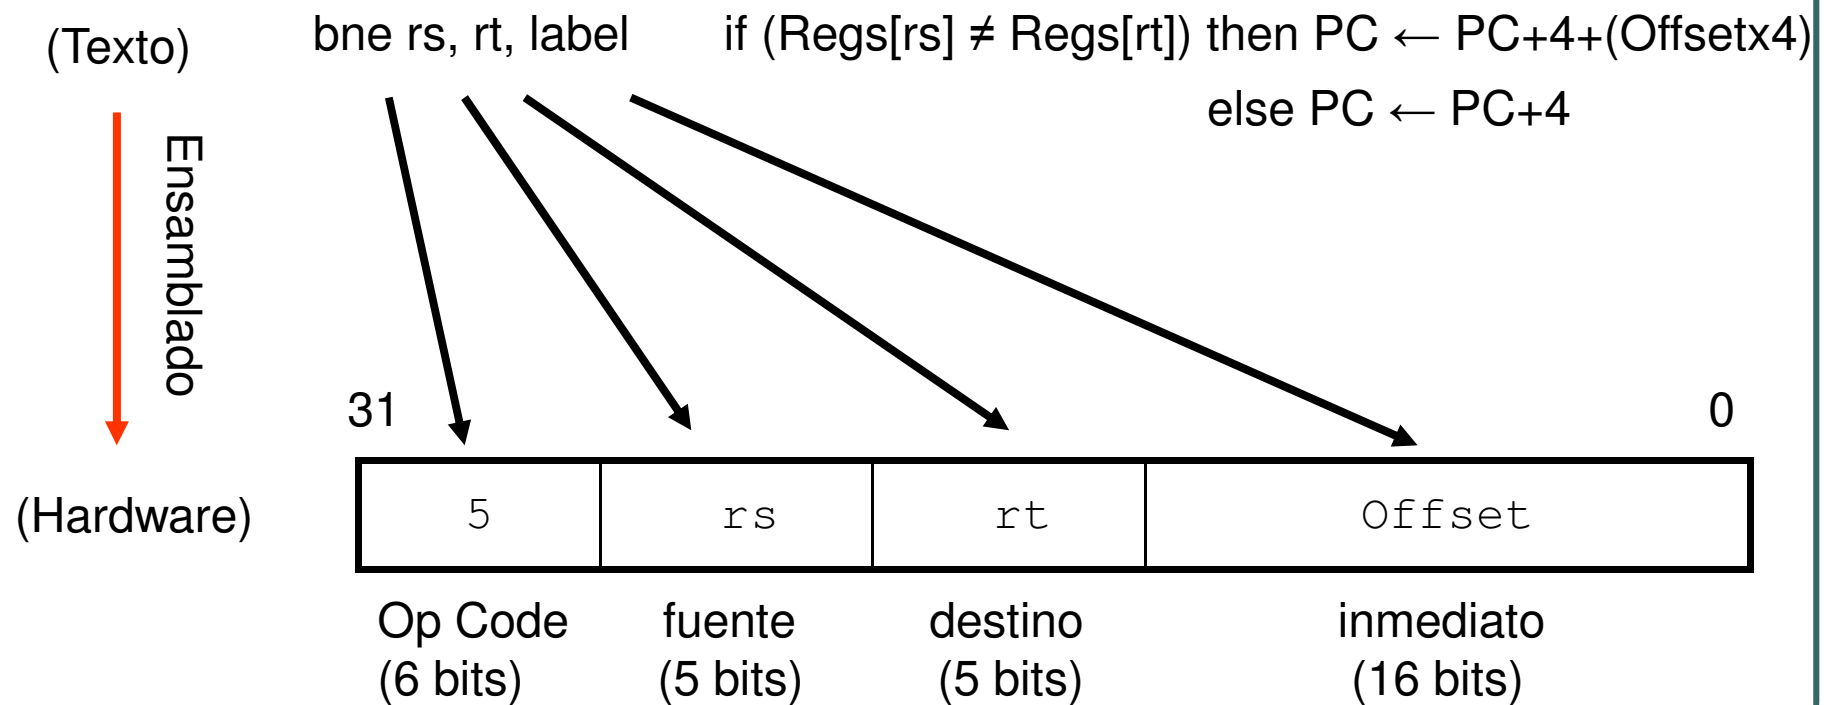 (Texto) bne rs, rt, label if (Regs[rs] ≠ Regs[rt]) then PC ← PC+4+(Offsetx4)
else PC ← PC+4
Ensamblado
31 0
(Hardware) 5 rs rt Offset
Op Code fuente destino inmediato
(6 bits) (5 bits) (5 bits) (16 bits)